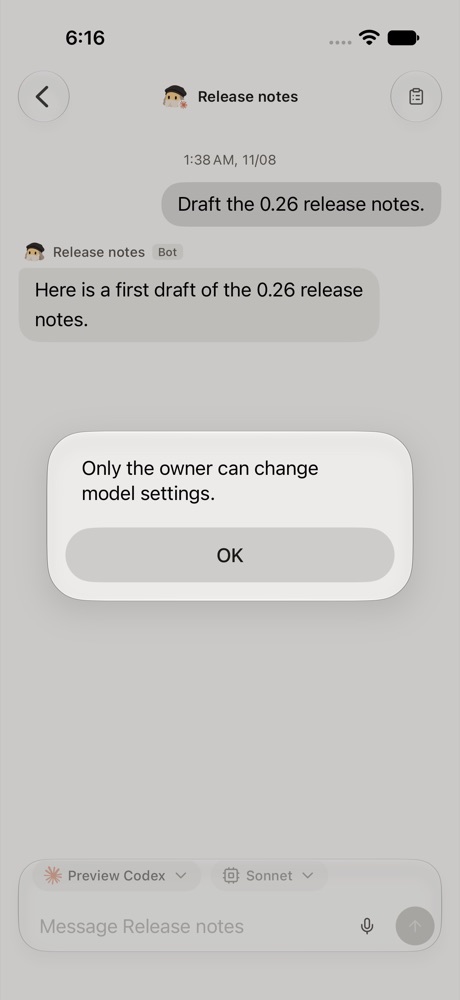 6:16
Release notes
1:38 AM, 11/08
Draft the 0.26 release notes.
Release notes Bot
Here is a first draft of the 0.26 release
notes.
Only the owner can change
model settings.
OK
Preview Codex Sonnet
Message Release notes